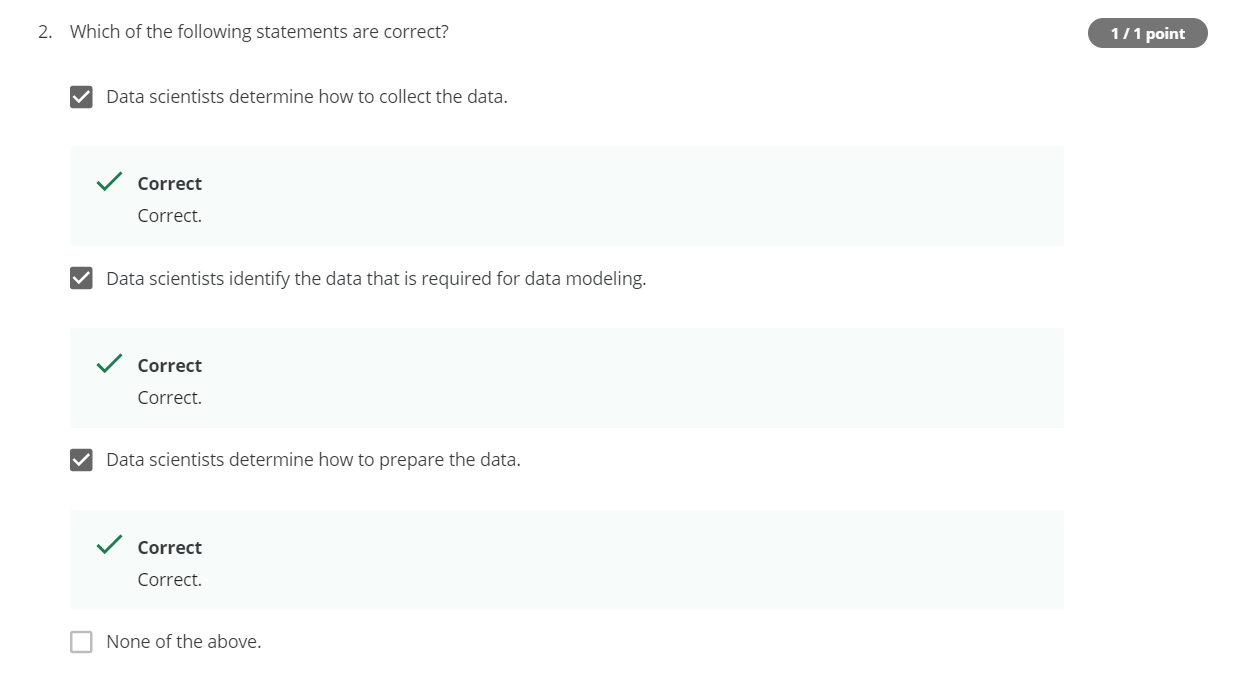 2. Which of the following statements are correct?
1 / 1 point
Data scientists determine how to collect the data.
Correct
Correct.
Data scientists identify the data that is required for data modeling.
Correct
Correct.
Data scientists determine how to prepare the data.
Correct
Correct.
None of the above.